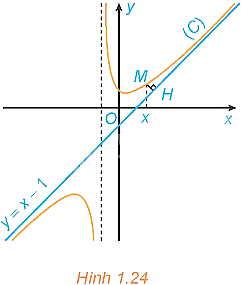 y
(C)
M
H
O
x
x
y = x - 1
Hình 1.24